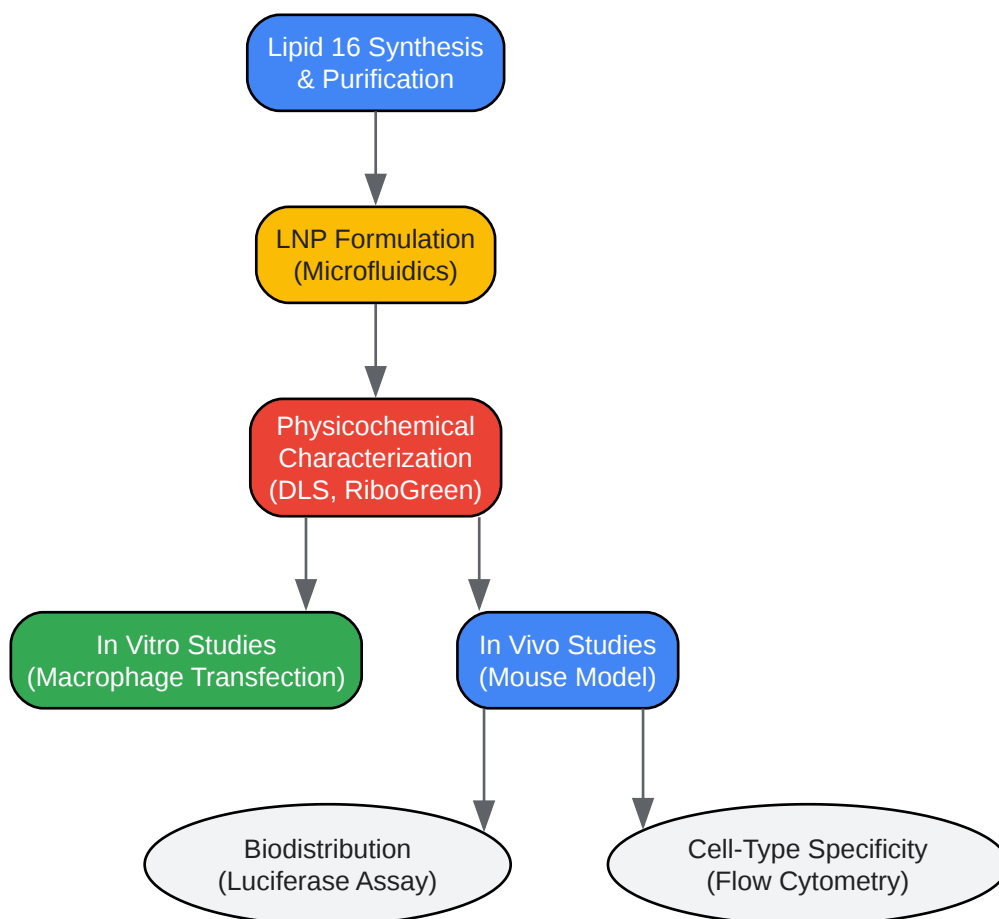 Lipid 16 Synthesis
& Purification
LNP Formulation
(Microfluidics)
Physicochemical
Characterization
(DLS, RiboGreen)
In Vitro Studies
(Macrophage Transfection)
In Vivo Studies
(Mouse Model)
Biodistribution
(Luciferase Assay)
Cell-Type Specificity
(Flow Cytometry)